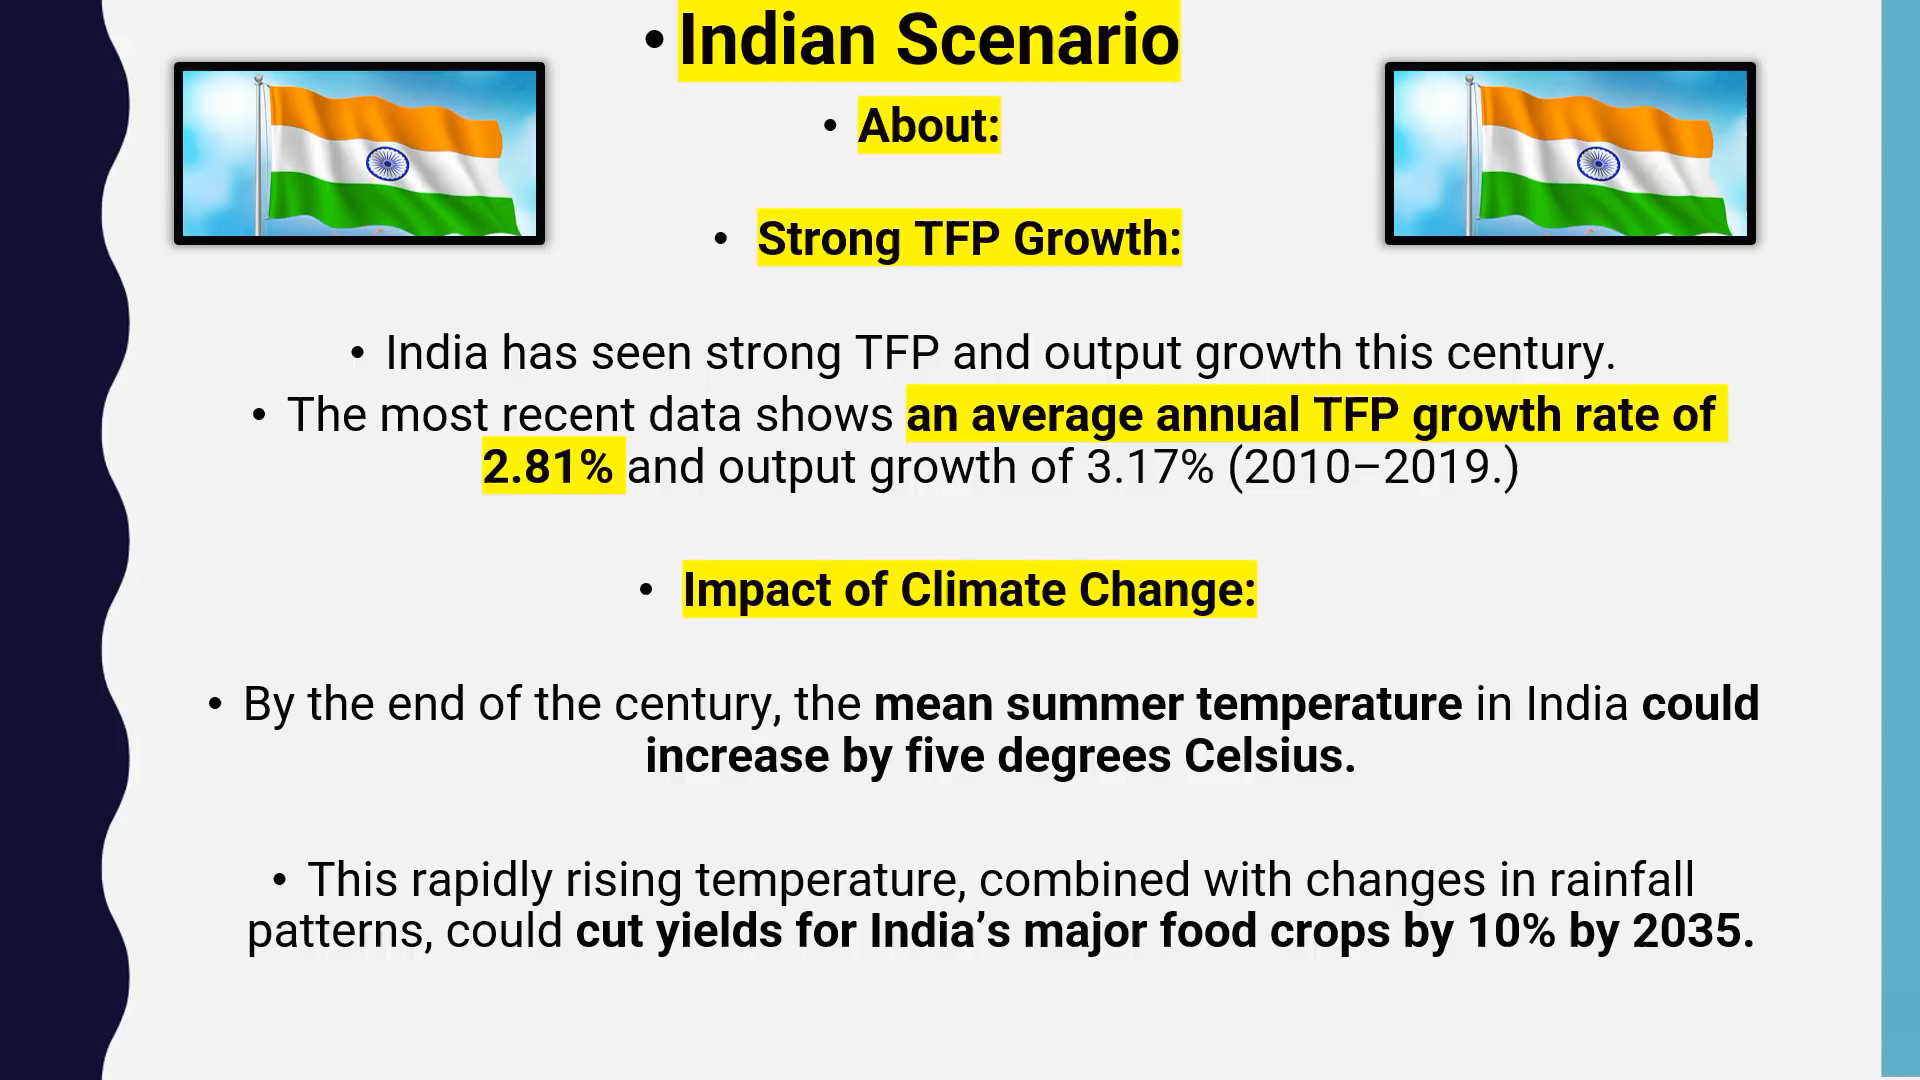 • Indian Scenario
• About:
• Strong TFP Growth:
• India has seen strong TFP and output growth this century.
• The most recent data shows an average annual TFP growth rate of
2.81% and output growth of 3.17% (2010–2019.)
• Impact of Climate Change:
• By the end of the century, the mean summer temperature in India could
increase by five degrees Celsius.
• This rapidly rising temperature, combined with changes in rainfall
patterns, could cut yields for India’s major food crops by 10% by 2035.